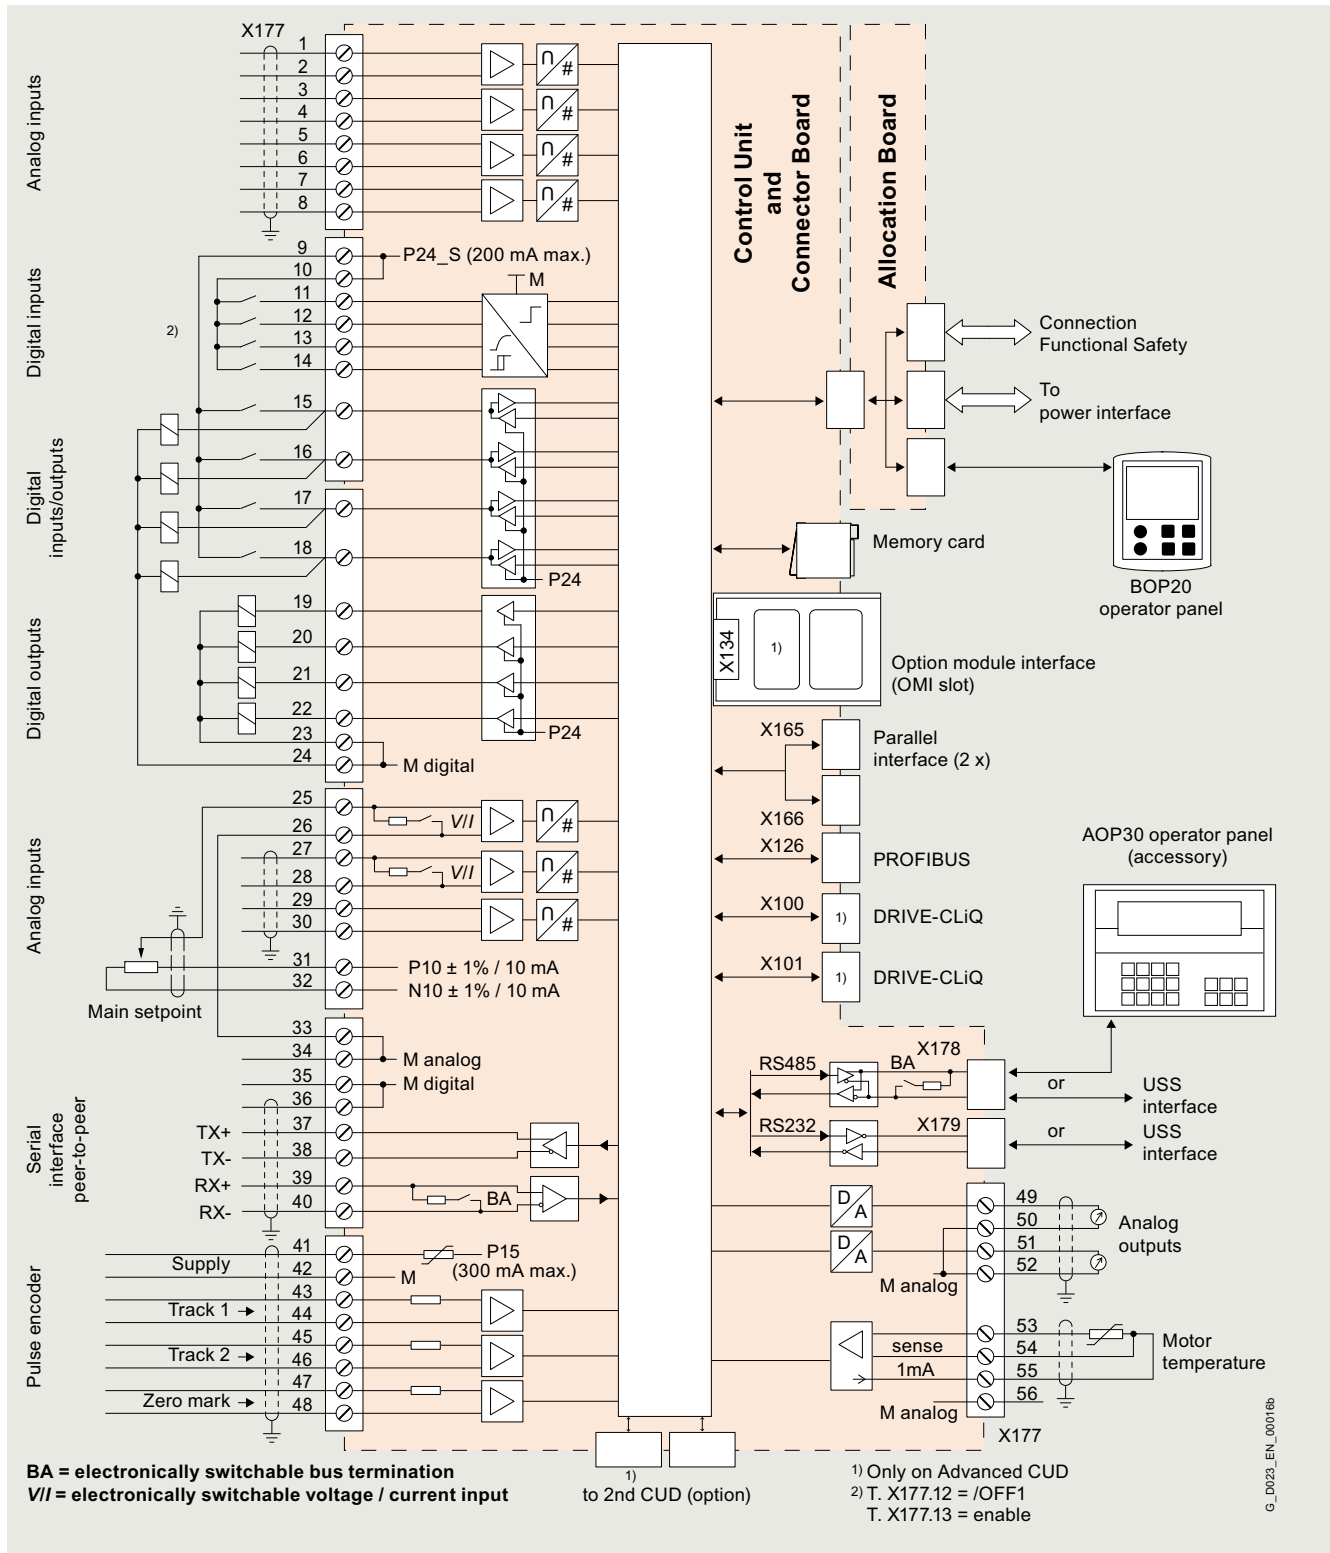 X177
Analog inputs
1
2
3
4
5
6
7
8
∩
#
∩
#
∩
#
∩
#
Control Unit
and
Connector Board
Allocation Board
Digital inputs
9
10
11
12
13
14
2)
P24_S (200 mA max.)
M
Connection
Functional Safety
To
power interface
BOP20
operator panel
Digital
inputs/outputs
15
16
17
18
P24
Memory card
Digital outputs
19
20
21
22
23
24
P24
M digital
X134
1)
Option module interface
(OMI slot)
X165
Parallel
interface (2 x)
X166
X126
PROFIBUS
X100
1)
DRIVE-CLiQ
X101
1)
DRIVE-CLiQ
AOP30 operator panel
(accessory)
Analog inputs
25
26
27
28
29
30
31
32
V/I
V/I
∩
#
∩
#
∩
#
P10 ± 1% / 10 mA
N10 ± 1% / 10 mA
Main setpoint
33
34
35
36
M analog
M digital
Serial
interface
peer-to-peer
TX+
37
TX-
38
RX+
39
RX-
40
BA
RS485
BA
X178
or
USS
interface
RS232
X179
or
USS
interface
Pulse encoder
41
Supply
42
43
Track 1
44
45
Track 2
46
47
Zero mark
48
P15
(300 mA max.)
M
D
A
D
A
49
50
51
52
M analog
Analog
outputs
sense
1mA
53
54
55
56
M analog
Motor
temperature
X177
BA = electronically switchable bus termination
V/I = electronically switchable voltage / current input
1)
to 2nd CUD (option)
1) Only on Advanced CUD
2) T. X177.12 = /OFF1
T. X177.13 = enable
G_D023_EN_00016b